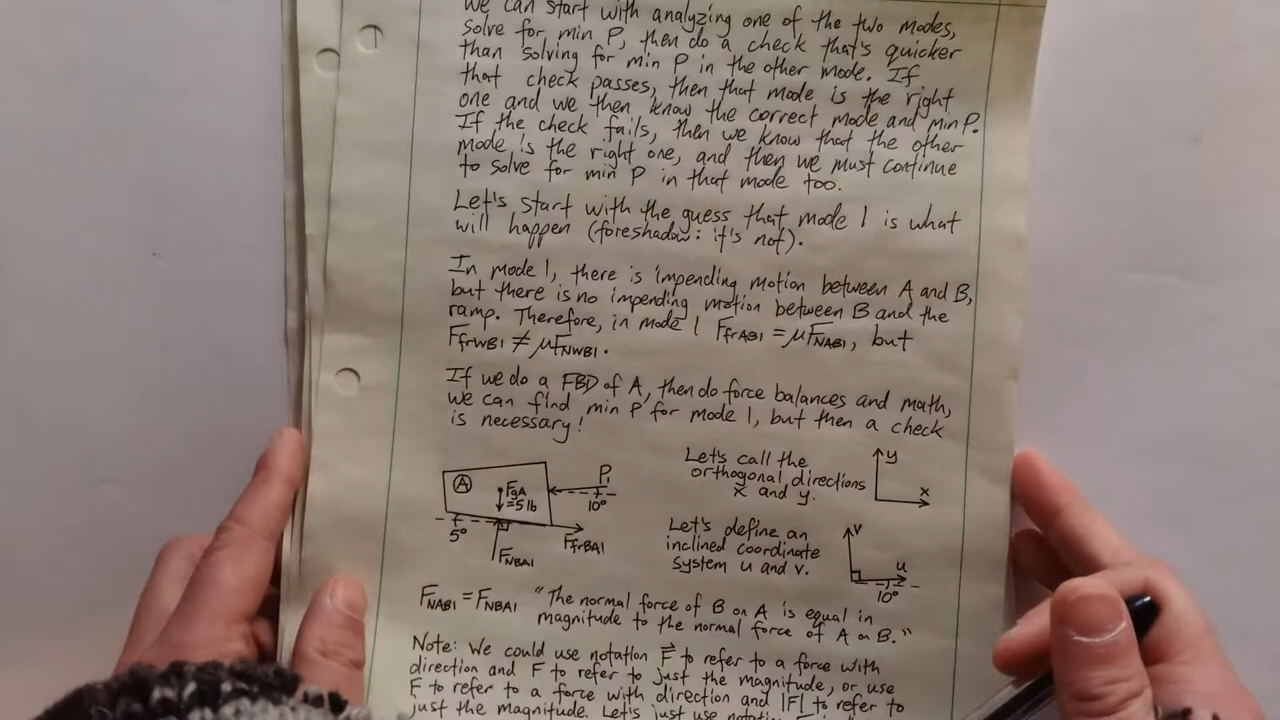 We can start with analyzing one of the two modes,
solve for min P, then do a check that's quicker
than solving for min P in the other mode. If
that check passes, then that mode is the right
one and we then know the correct mode and min P.
If the check fails, then we know that the other
mode is the right one, and then we must continue
to solve for min P in that mode too.
Let's start with the guess that mode 1 is what
will happen (foreshadow: it's not).
In mode 1, there is impending motion between A and B,
but there is no impending motion between B and the
ramp. Therefore, in mode 1 FfrAB1 = μFNAB1, but
FfrWB1 ≠ μFNWB1.
If we do a FBD of A, then do force balances and math,
we can find min P for mode 1, but then a check
is necessary!
A
FgA
=5 lb
P1
10°
5°
FNBA1
FfrBA1
Let's call the
orthogonal directions
x and y.
y
x
Let's define an
inclined coordinate
system u and v.
v
u
10°
FNAB1 = FNBA1 "The normal force of B on A is equal in
magnitude to the normal force of A on B."
Note: We could use notation F⃗ to refer to a force with
direction and F to refer to just the magnitude, or use
F to refer to a force with direction and |F| to refer to
just the magnitude. Let's just use